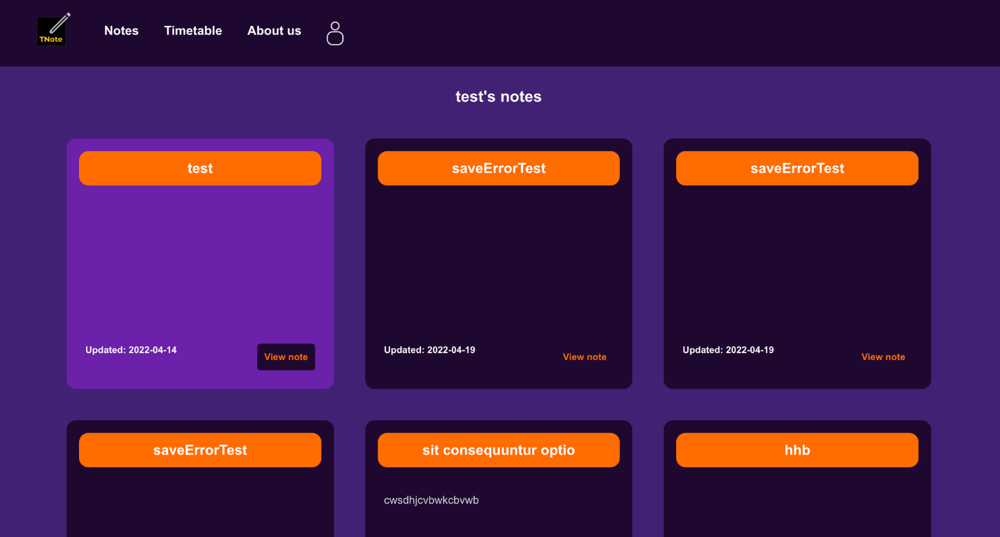 TNote
Notes Timetable About us
test's notes
test saveErrorTest saveErrorTest
Updated: 2022-04-14 View note Updated: 2022-04-19 View note Updated: 2022-04-19 View note
saveErrorTest sit consequuntur optio hhb
cwsdhjcvbwkcbvwb